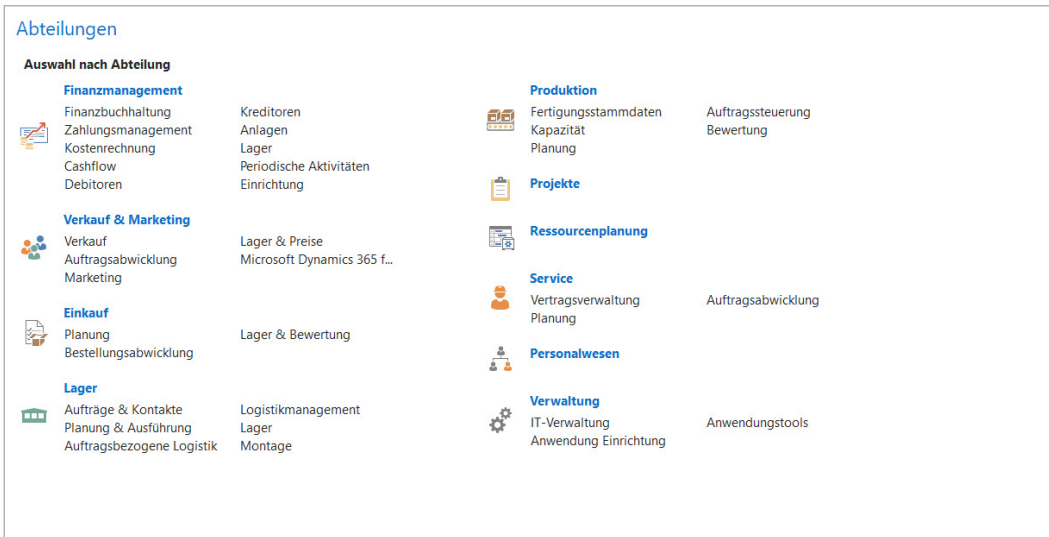 Abteilungen
Auswahl nach Abteilung
Finanzmanagement
Finanzbuchhaltung
Zahlungsmanagement
Kostenrechnung
Cashflow
Debitoren
Kreditoren
Anlagen
Lager
Periodische Aktivitäten
Einrichtung
Verkauf & Marketing
Verkauf
Auftragsabwicklung
Marketing
Lager & Preise
Microsoft Dynamics 365 f...
Einkauf
Planung
Bestellungsabwicklung
Lager & Bewertung
Lager
Aufträge & Kontakte
Planung & Ausführung
Auftragsbezogene Logistik
Logistikmanagement
Lager
Montage
Produktion
Fertigungsstammdaten
Kapazität
Planung
Auftragssteuerung
Bewertung
Projekte
Ressourcenplanung
Service
Vertragsverwaltung
Planung
Auftragsabwicklung
Personalwesen
Verwaltung
IT-Verwaltung
Anwendung Einrichtung
Anwendungstools